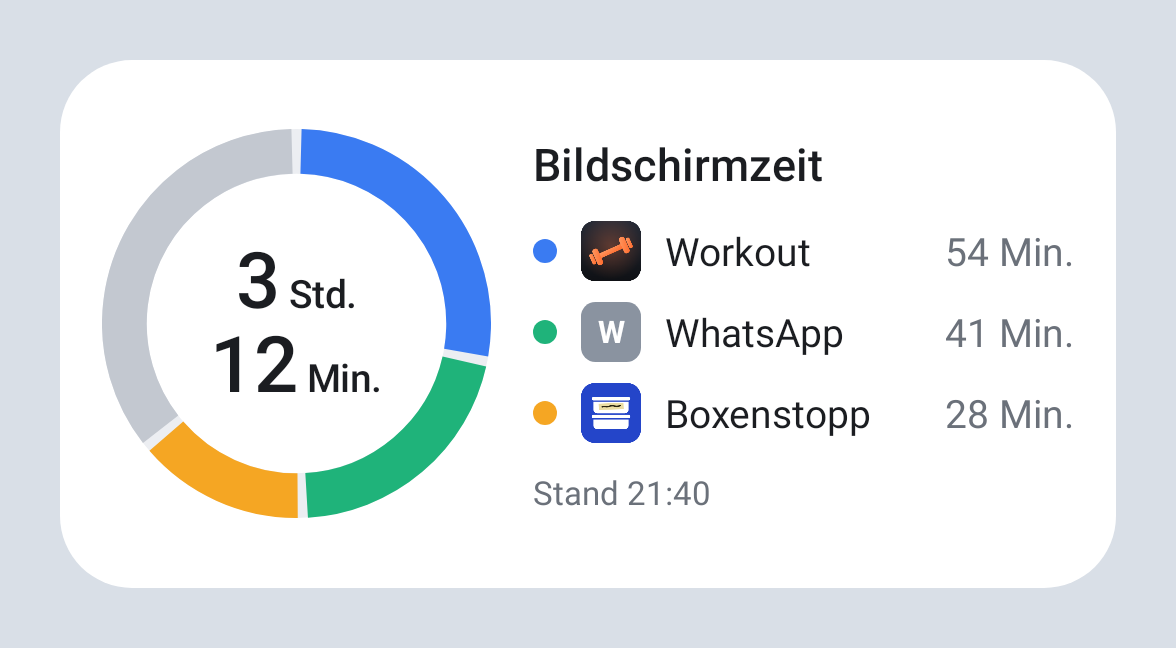 3 Std.
12 Min.
Bildschirmzeit
Workout 54 Min.
W WhatsApp 41 Min.
Boxenstopp 28 Min.
Stand 21:40